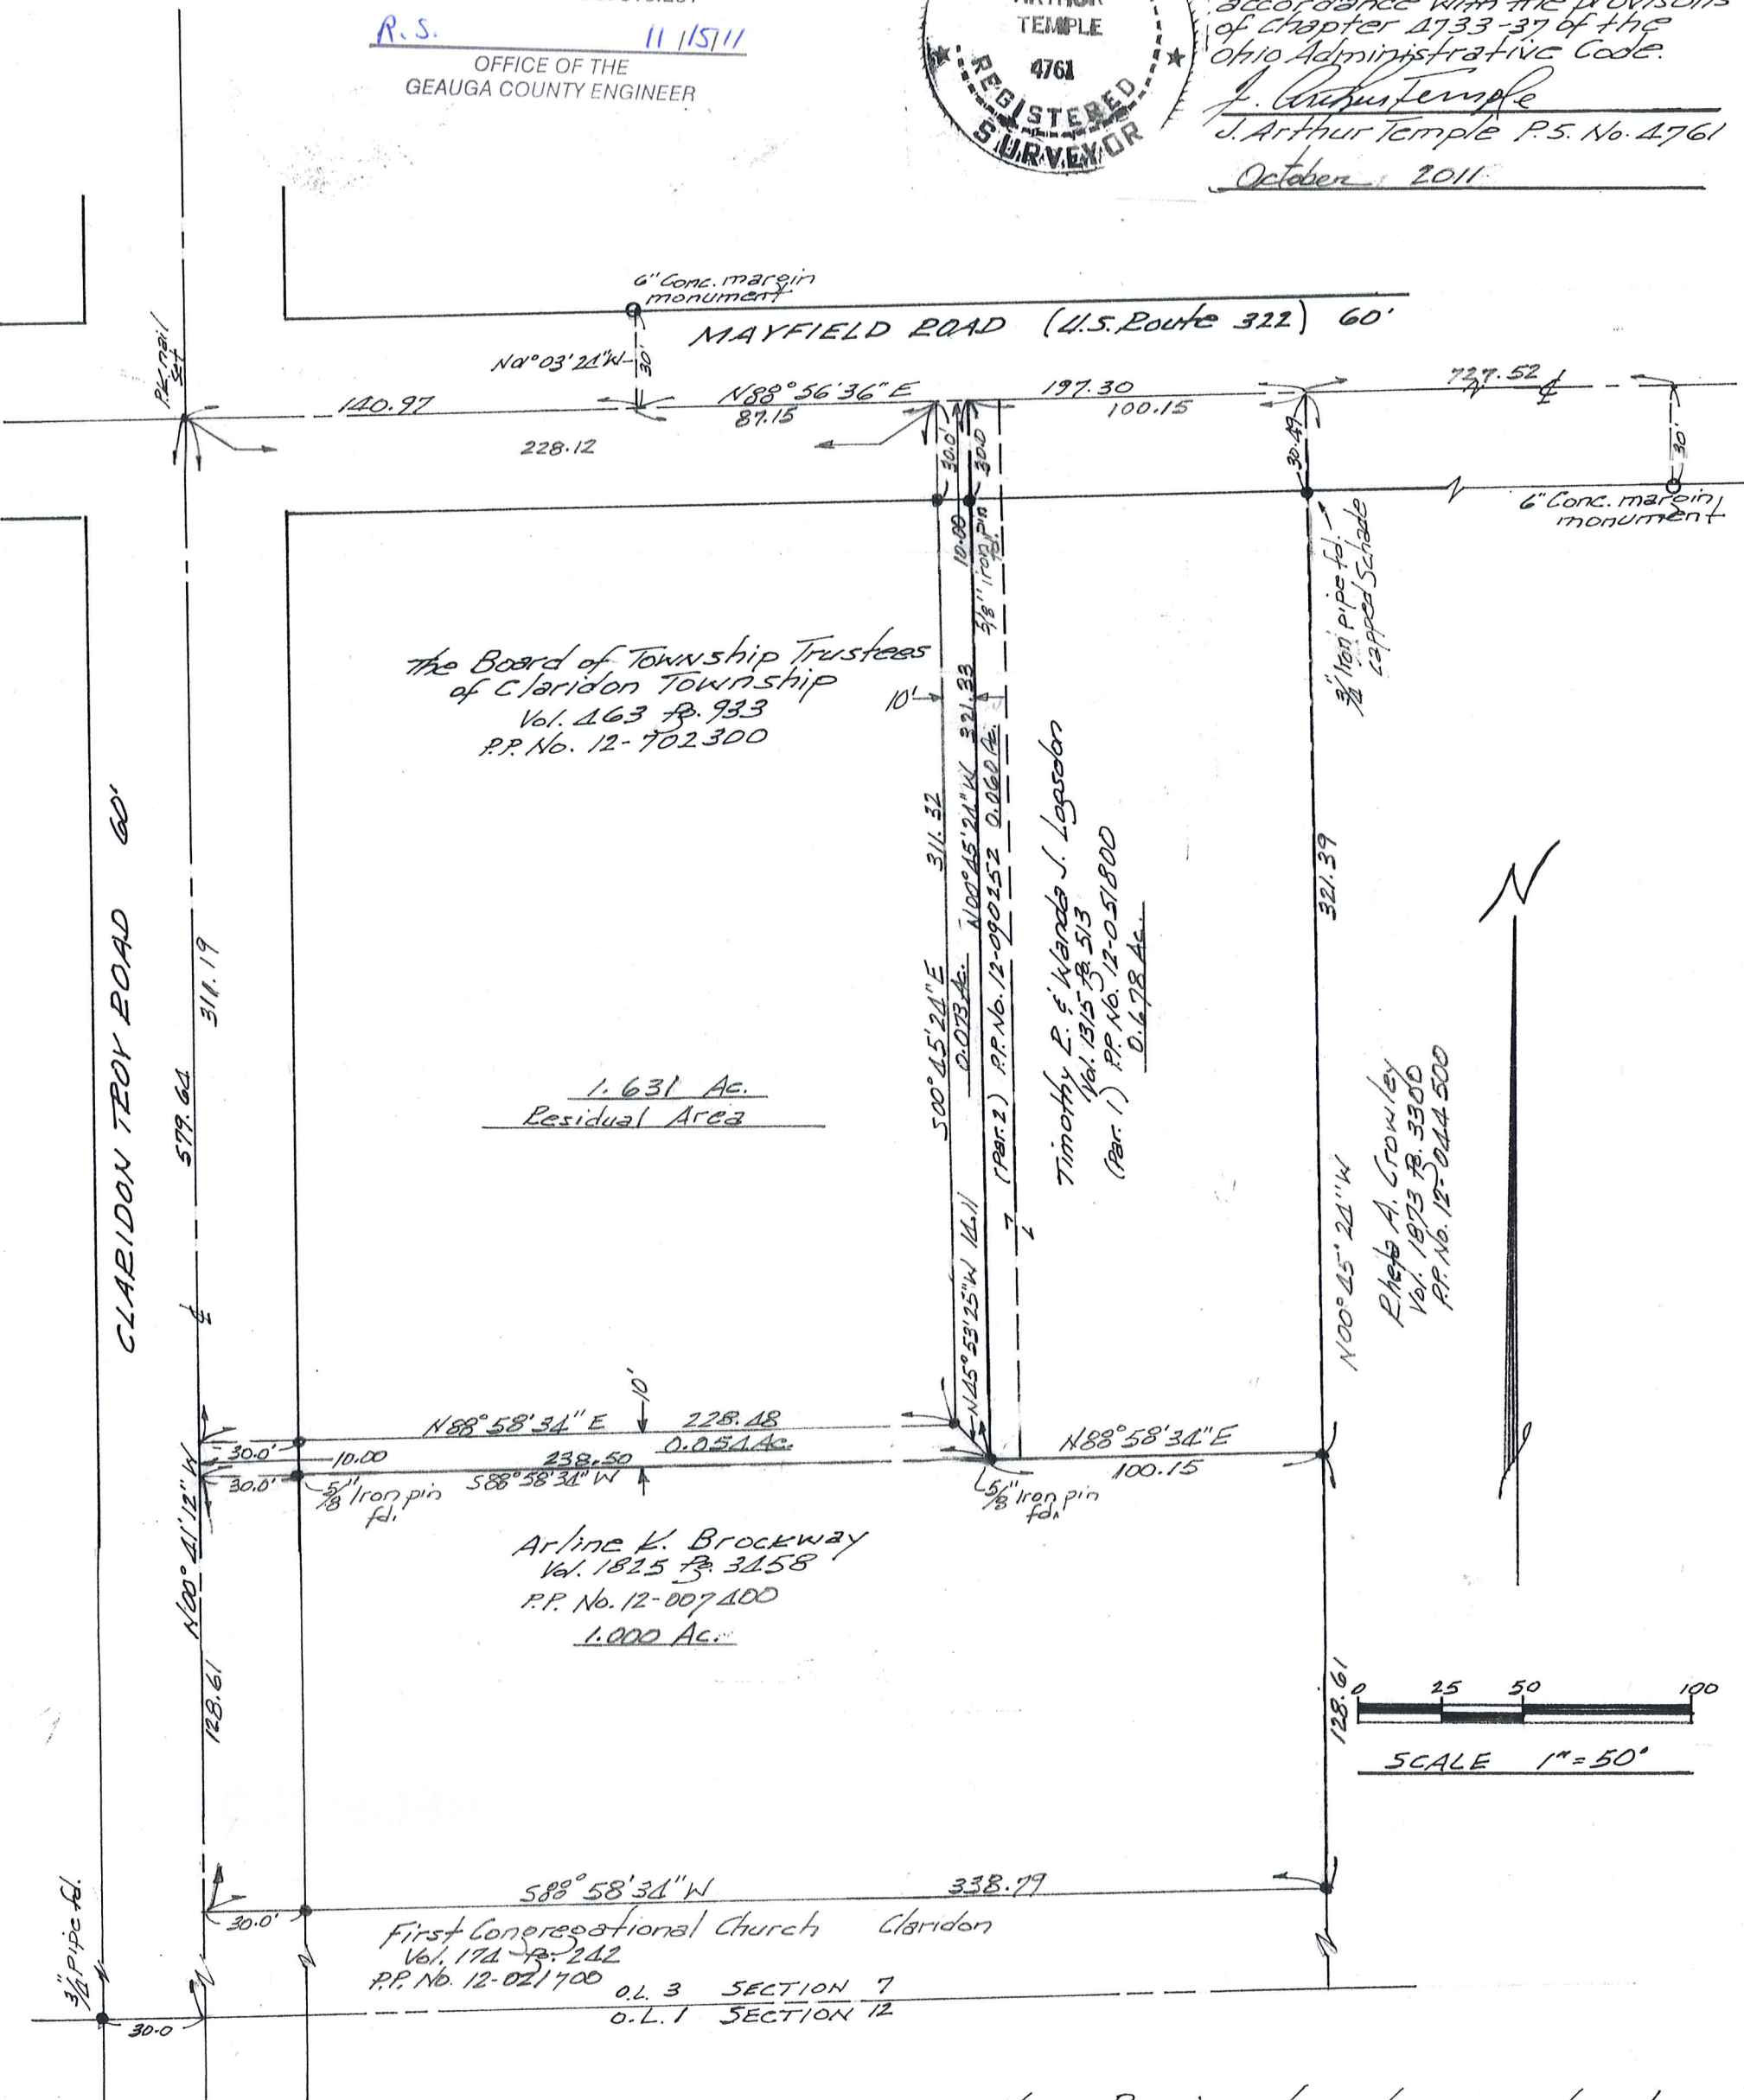 R.S. 11/15/11
OFFICE OF THE
GEAUGA COUNTY ENGINEER
TEMPLE
4761
REGISTERED
SURVEYOR
accordance with the provisions
of chapter 4733-37 of the
Ohio Administrative Code.
J. Arthur Temple
J. Arthur Temple P.S. No. 4761
October, 2011
6" Conc. margin
monument
MAYFIELD ROAD (U.S. Route 322) 60'
P.K. nail
set
N01°03'24"W
30'
140.97
N88°56'36"E
87.15
197.30
100.15
727.52
228.12
30.0'
30.0
30.49
30'
6" Conc. margin
monument
10.00
5/8" iron pin
fd.
3/4" Iron pipe fd.
capped Schade
The Board of Township Trustees
of Claridon Township
Vol. 463 Pg. 933
P.P. No. 12-702300
10'
CLARIDON TROY ROAD 60'
579.64
311.19
S00°45'24"E 311.32
0.073 Ac. N00°45'24"W 321.33
(Par. 2) P.P. No. 12-090252 0.060 Ac.
Timothy R. & Wanda J. Logsdon
Vol. 1315 Pg. 513
(Par. 1) P.P. No. 12-051800
0.678 Ac.
321.39
N00°45'24"W
Rheta A. Crowley
Vol. 1873 Pg. 3300
P.P. No. 12-044500
N
1.631 Ac.
Residual Area
N45°53'25"W 14.11
N88°58'34"E 228.48
10'
0.054 Ac.
30.0'
10.00
238.50
30.0'
S88°58'34"W
5/8" Iron pin
fd.
N88°58'34"E
100.15
5/8" Iron pin
fd.
N00°41'12"W
Arline K. Brockway
Vol. 1825 Pg. 3458
P.P. No. 12-007400
1.000 Ac.
128.61
128.61
0 25 50 100
SCALE 1"=50'
S88°58'34"W 338.79
30.0'
First Congregational Church Claridon
Vol. 174 Pg. 242
P.P. No. 12-021700
O.L. 3 SECTION 7
O.L. 1 SECTION 12
3/4" Pipe fd.
30.0